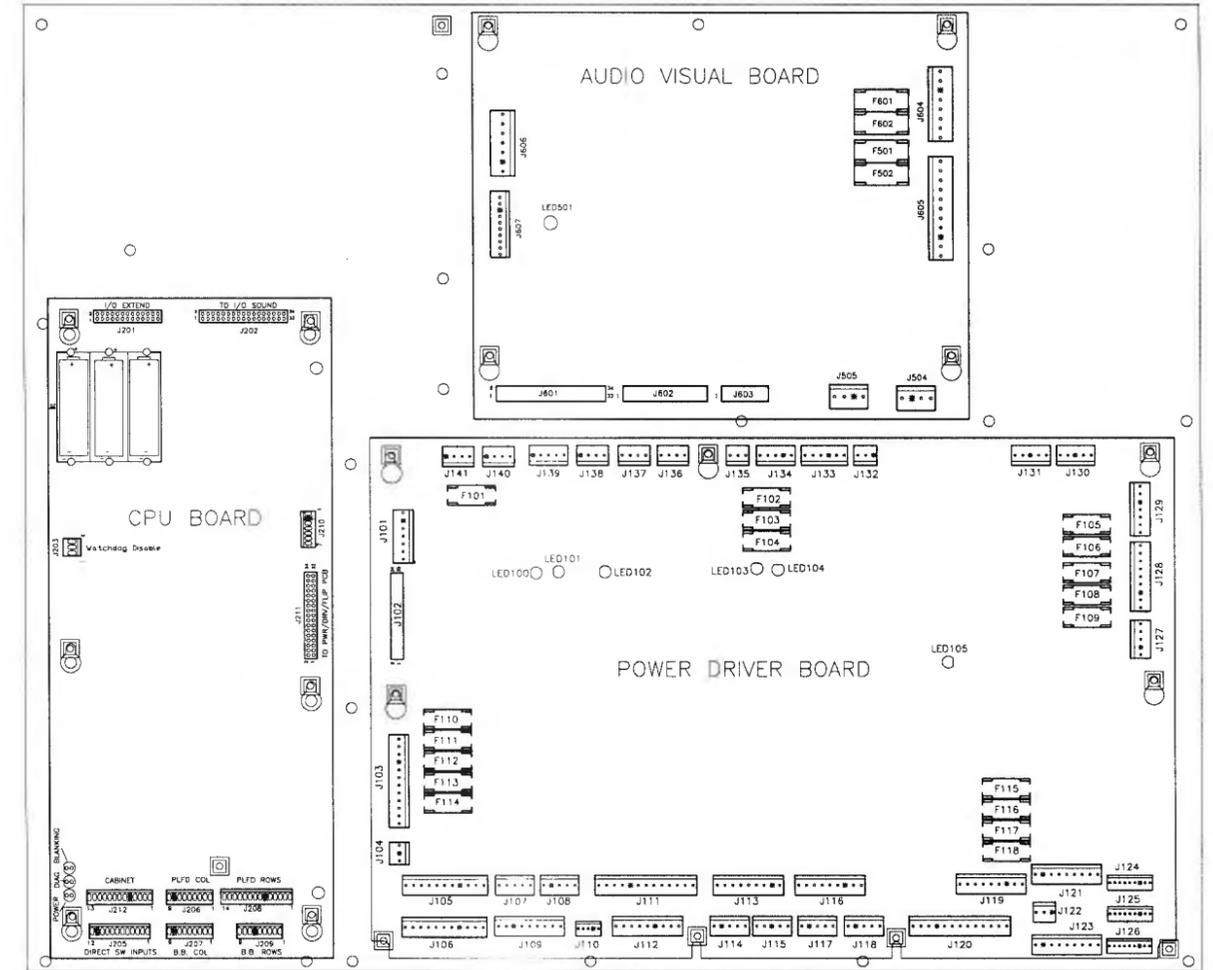 AUDIO VISUAL BOARD
F601
F602
F501
F502
J604
J605
J606
J607
LED501
J601
34
33
J602
J603
J505
J504
I/O EXTEND
J201
TO I/O SOUND
J202
CPU BOARD
J203
Watchdog Disable
J210
J211
TO PWR/DRV/FLIP PCB
POWER DIAG BLANKING
CABINET
J212
PLFD COL
J206
PLFD ROWS
J208
J205
DIRECT SW INPUTS
J207
B.B. COL
J209
B.B. ROWS
J141
J140
J139
J138
J137
J136
J135
J134
J133
J132
J131
J130
F101
F102
F103
F104
J101
J102
LED100
LED101
LED102
LED103
LED104
F105
F106
F107
F108
F109
J129
J128
J127
LED105
POWER DRIVER BOARD
F110
F111
F112
F113
F114
J103
J104
F115
F116
F117
F118
J105
J107
J108
J111
J113
J116
J119
J121
J124
J122
J125
J106
J109
J110
J112
J114
J115
J117
J118
J120
J123
J126